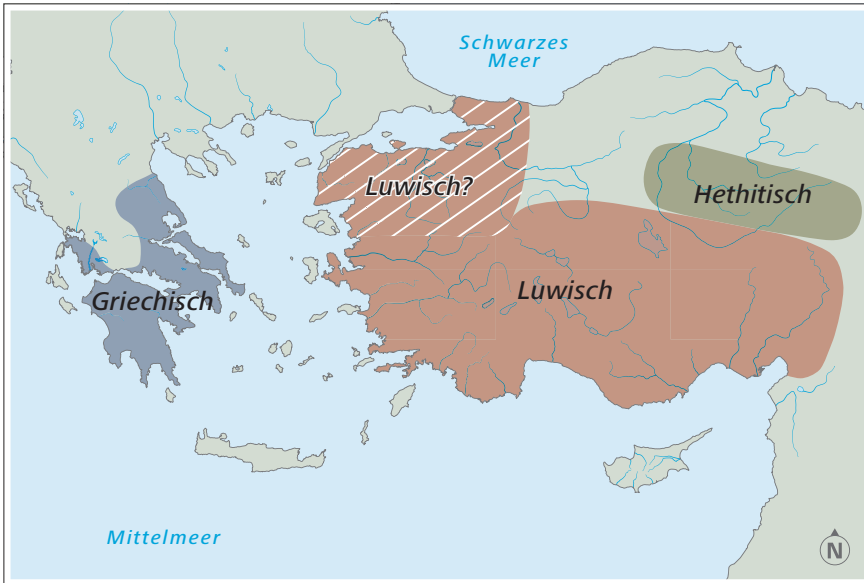 Schwarzes
Meer
Luwisch?
Hethitisch
Griechisch
Luwisch
Mittelmeer
N